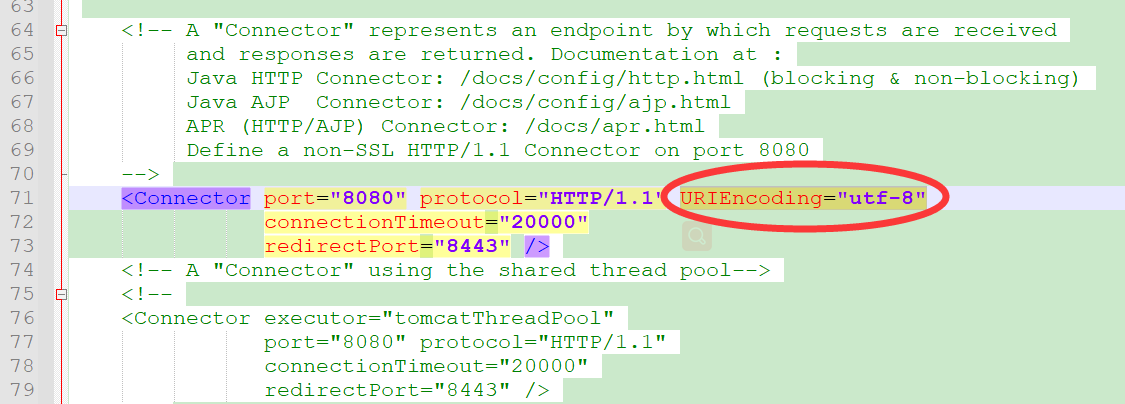 63
64 <!-- A "Connector" represents an endpoint by which requests are received
65 and responses are returned. Documentation at :
66 Java HTTP Connector: /docs/config/http.html (blocking & non-blocking)
67 Java AJP  Connector: /docs/config/ajp.html
68 APR (HTTP/AJP) Connector: /docs/apr.html
69 Define a non-SSL HTTP/1.1 Connector on port 8080
70 -->
71 <Connector port="8080" protocol="HTTP/1.1" URIEncoding="utf-8"
72 connectionTimeout="20000"
73 redirectPort="8443" />
74 <!-- A "Connector" using the shared thread pool-->
75 <!--
76 <Connector executor="tomcatThreadPool"
77 port="8080" protocol="HTTP/1.1"
78 connectionTimeout="20000"
79 redirectPort="8443" />